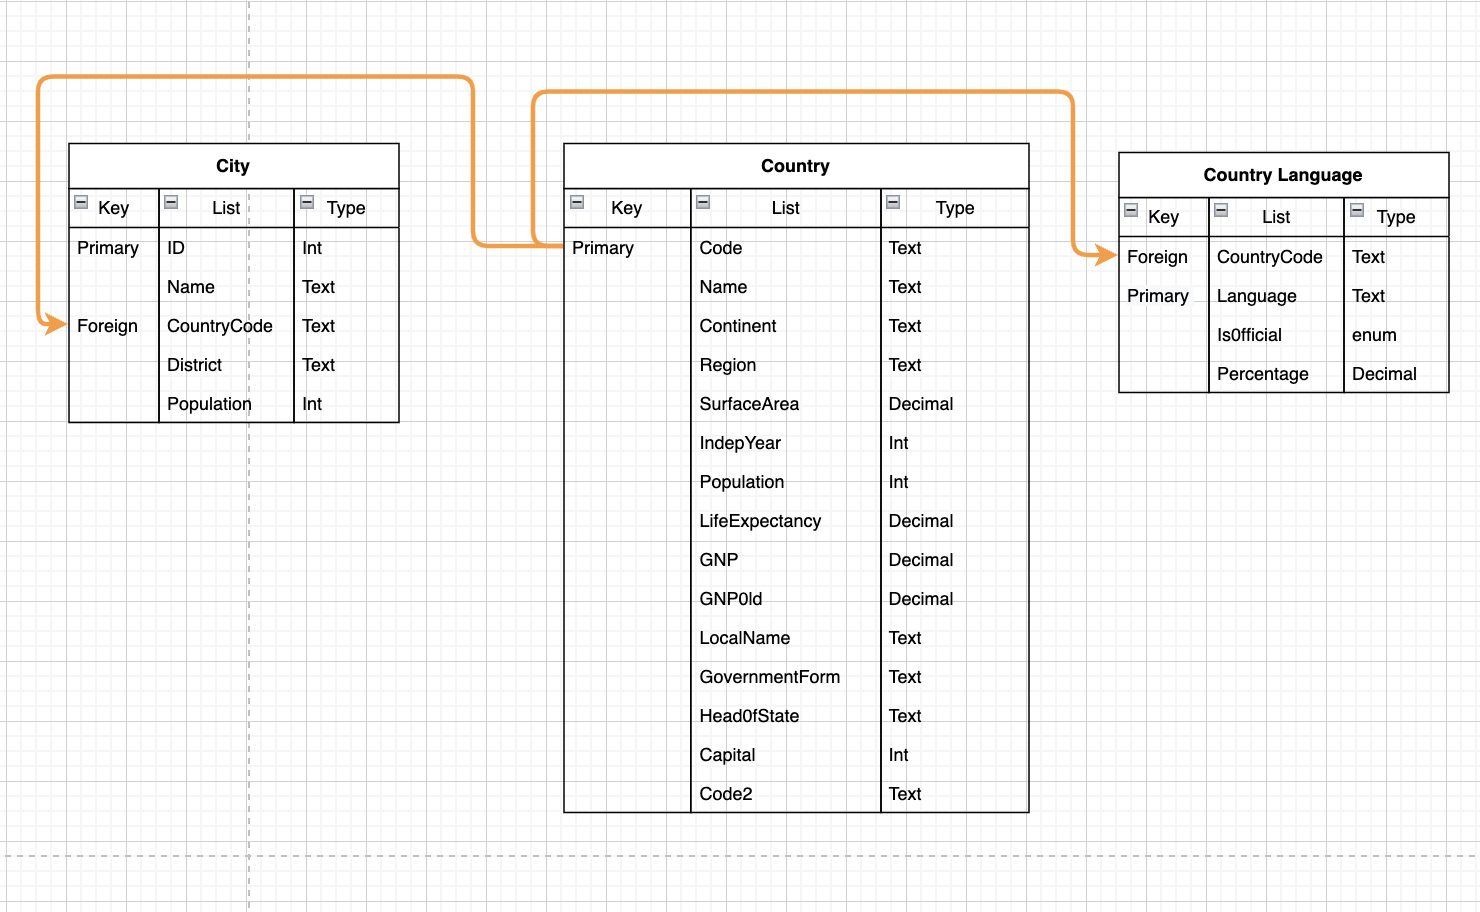 City
Key List Type
Primary ID Int
Name Text
Foreign CountryCode Text
District Text
Population Int
Country
Key List Type
Primary Code Text
Name Text
Continent Text
Region Text
SurfaceArea Decimal
IndepYear Int
Population Int
LifeExpectancy Decimal
GNP Decimal
GNP0ld Decimal
LocalName Text
GovernmentForm Text
Head0fState Text
Capital Int
Code2 Text
Country Language
Key List Type
Foreign CountryCode Text
Primary Language Text
Is0fficial enum
Percentage Decimal